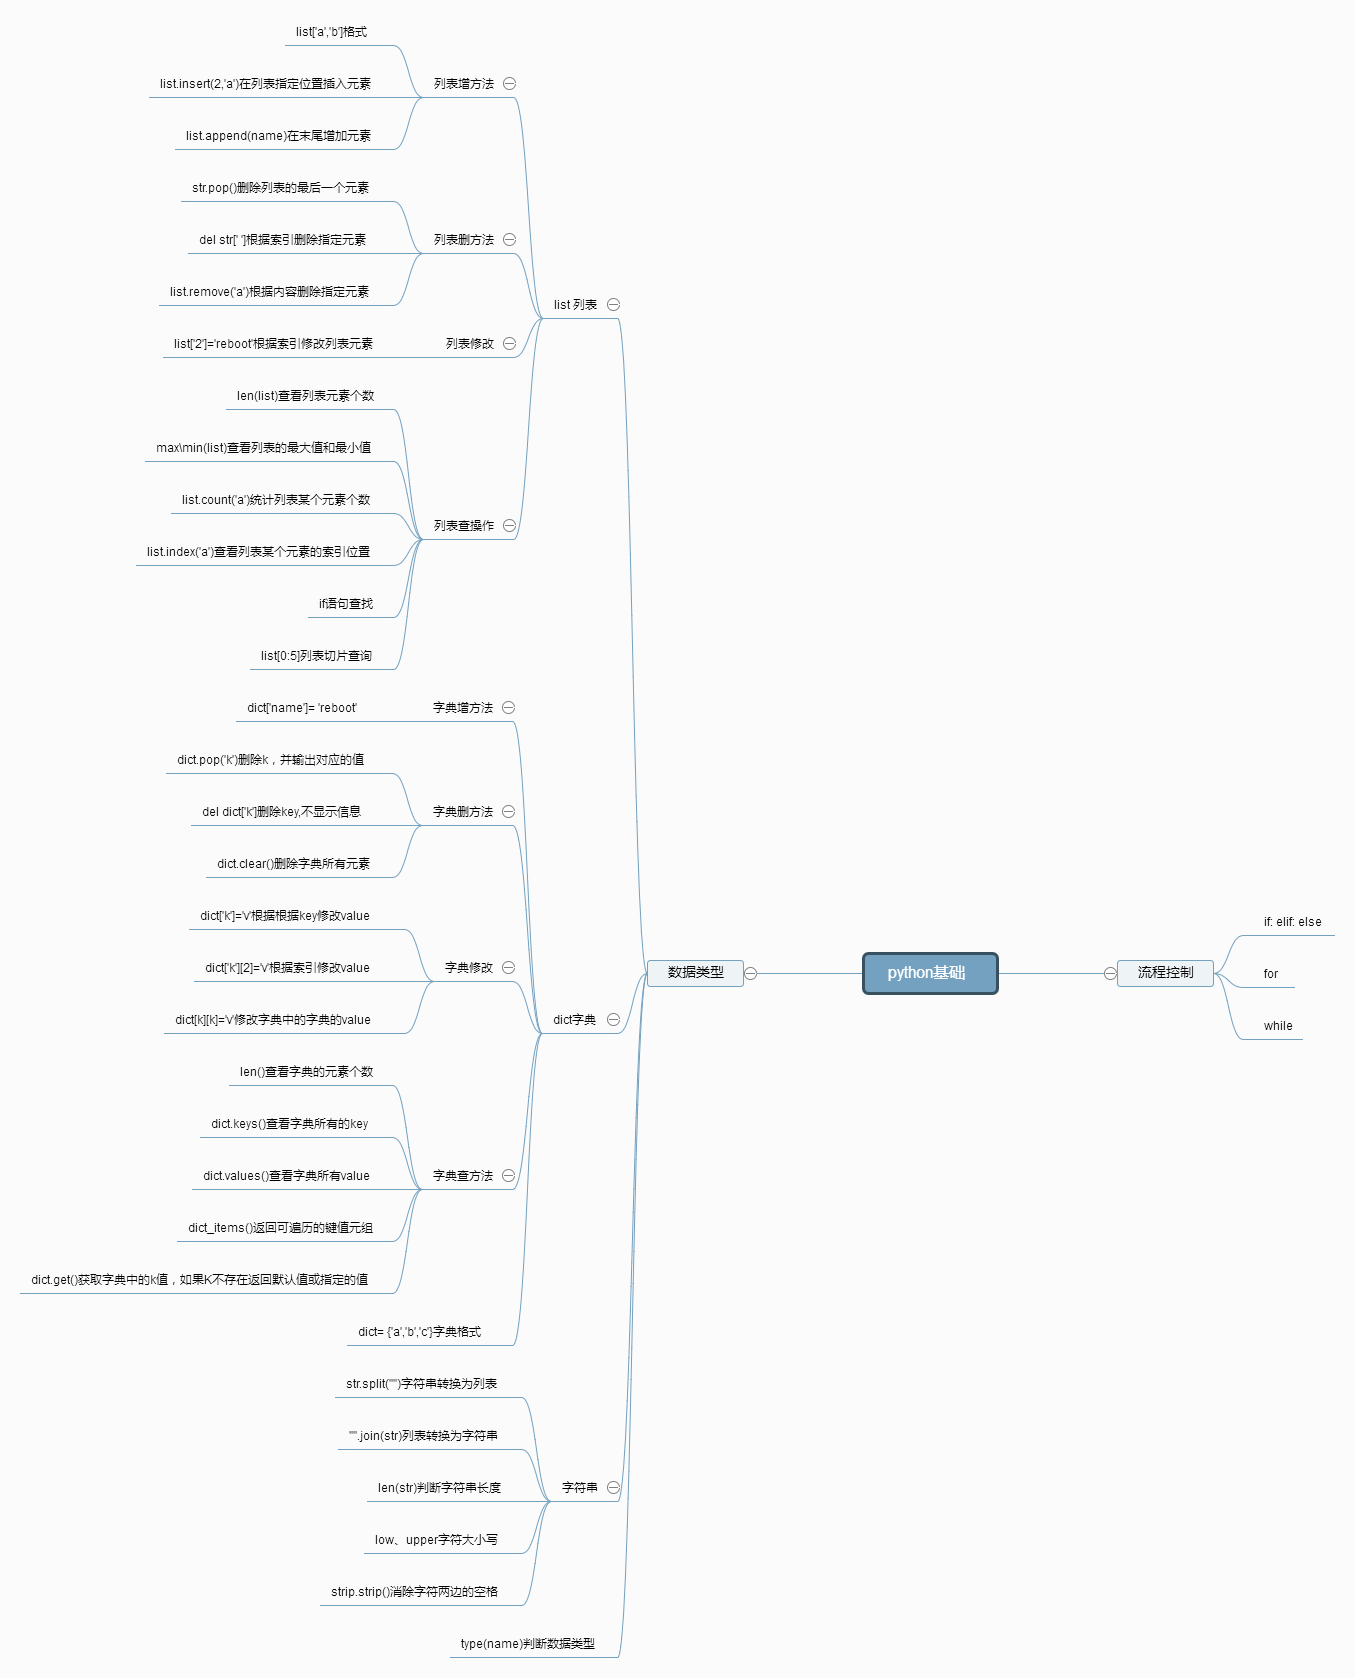 python基础
数据类型
list 列表
列表增方法
list['a','b']格式
list.insert(2,'a')在列表指定位置插入元素
list.append(name)在末尾增加元素
列表删方法
str.pop()删除列表的最后一个元素
del str[' ']根据索引删除指定元素
list.remove('a')根据内容删除指定元素
列表修改
list['2']='reboot'根据索引修改列表元素
列表查操作
len(list)查看列表元素个数
max\min(list)查看列表的最大值和最小值
list.count('a')统计列表某个元素个数
list.index('a')查看列表某个元素的索引位置
if语句查找
list[0:5]列表切片查询
dict字典
字典增方法
dict['name']= 'reboot'
字典删方法
dict.pop('k')删除k，并输出对应的值
del dict['k']删除key,不显示信息
dict.clear()删除字典所有元素
字典修改
dict['k']='v'根据根据key修改value
dict['k'][2]='v'根据索引修改value
dict[k][k]='v'修改字典中的字典的value
字典查方法
len()查看字典的元素个数
dict.keys()查看字典所有的key
dict.values()查看字典所有value
dict_items()返回可遍历的键值元组
dict.get()获取字典中的k值，如果K不存在返回默认值或指定的值
dict= {'a','b','c'}字典格式
字符串
str.split("")字符串转换为列表
"".join(str)列表转换为字符串
len(str)判断字符串长度
low、upper字符大小写
strip.strip()消除字符两边的空格
type(name)判断数据类型
流程控制
if: elif: else
for
while